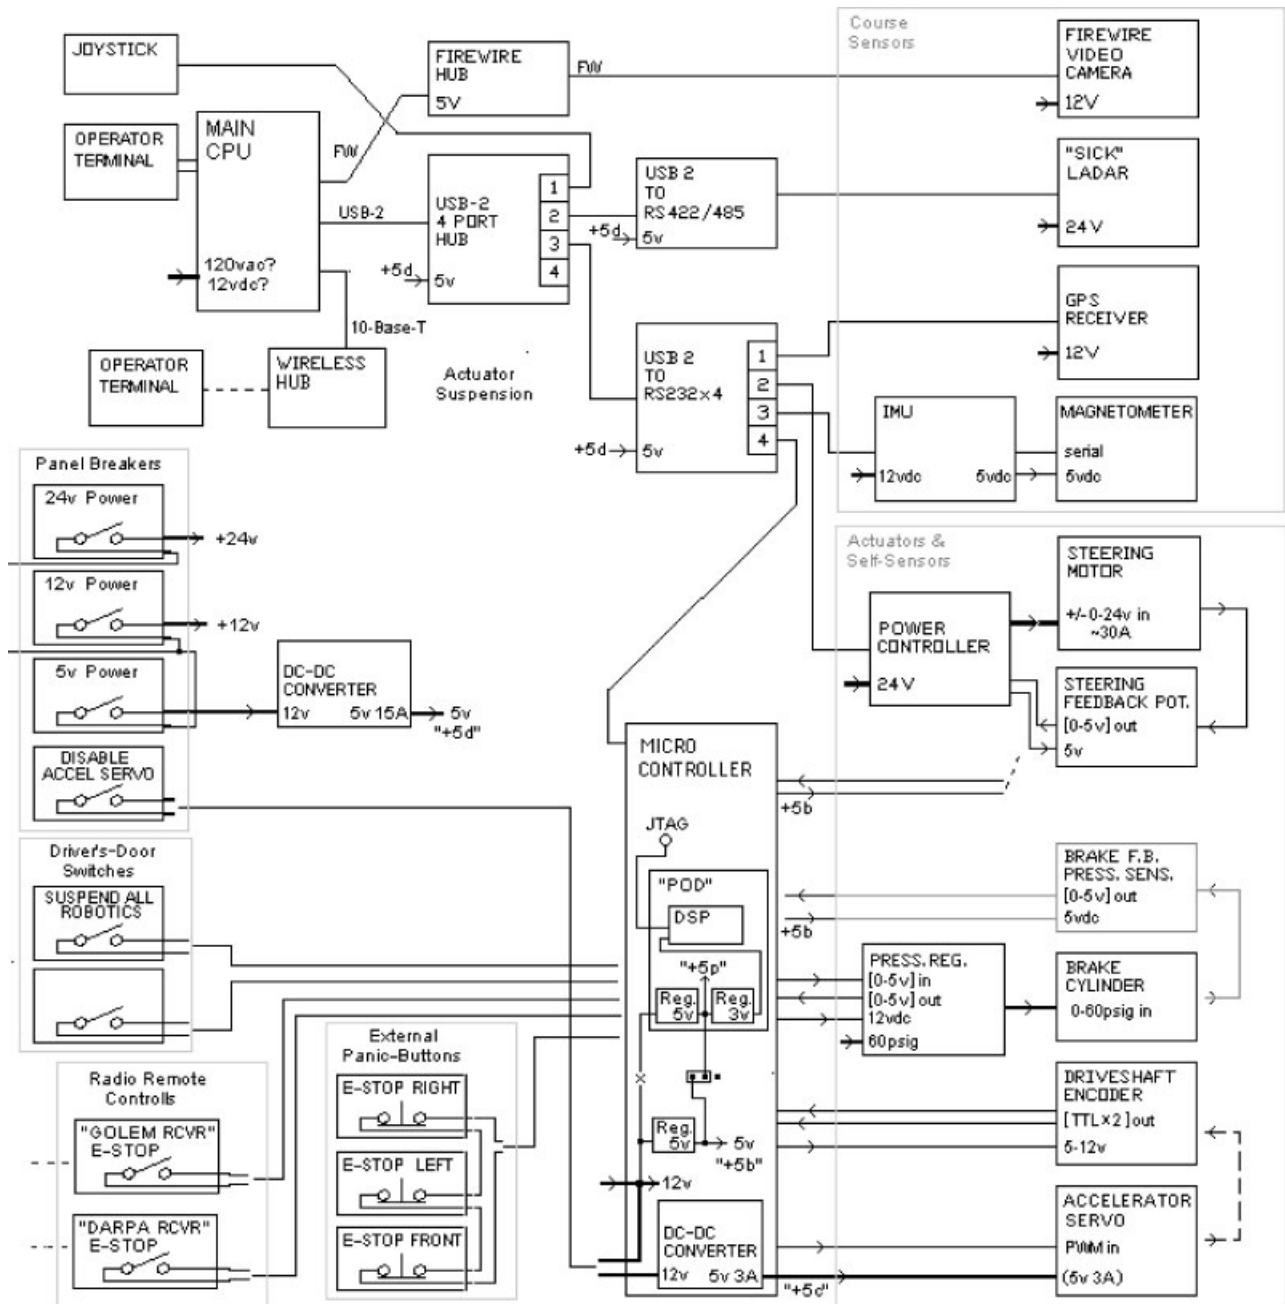 Course
Sensors
JOYSTICK
FIREWIRE
HUB
5V
FW
FIREWIRE
VIDEO
CAMERA
12V
OPERATOR
TERMINAL
MAIN
CPU
120vac?
12vdc?
FW
USB-2
10-Base-T
USB-2
4 PORT
HUB
5v
+5d
1
2
3
4
USB 2
TO
RS422/485
5v
+5d
"SICK"
LADAR
24V
GPS
RECEIVER
12V
OPERATOR
TERMINAL
WIRELESS
HUB
Actuator
Suspension
USB 2
TO
RS232x4
5v
+5d
1
2
3
4
IMU
12vdc
5vdc
MAGNETOMETER
serial
5vdc
Panel Breakers
24v Power
+24v
12v Power
+12v
5v Power
DC-DC
CONVERTER
12v
5v 15A
5v
"+5d"
DISABLE
ACCEL SERVO
Actuators &
Self-Sensors
POWER
CONTROLLER
24V
STEERING
MOTOR
+/-0-24v in
~30A
STEERING
FEEDBACK POT.
[0-5v] out
5v
MICRO
CONTROLLER
+5b
JTAG
"POD"
DSP
"+5p"
Reg.
5v
Reg.
3v
Reg.
5v
5v
"+5b"
12v
DC-DC
CONVERTER
12v
5v 3A
"+5c"
BRAKE F.B.
PRESS. SENS.
[0-5v] out
5vdc
+5b
PRESS. REG.
[0-5v] in
[0-5v] out
12vdc
60psig
BRAKE
CYLINDER
0-60psig in
DRIVESHAFT
ENCODER
[TTLx2] out
5-12v
ACCELERATOR
SERVO
PWM in
(5v 3A)
Driver's-Door
Switches
SUSPEND ALL
ROBOTICS
Radio Remote
Controlls
"GOLEM RCVR"
E-STOP
"DARPA RCVR"
E-STOP
External
Panic-Buttons
E-STOP RIGHT
E-STOP LEFT
E-STOP FRONT